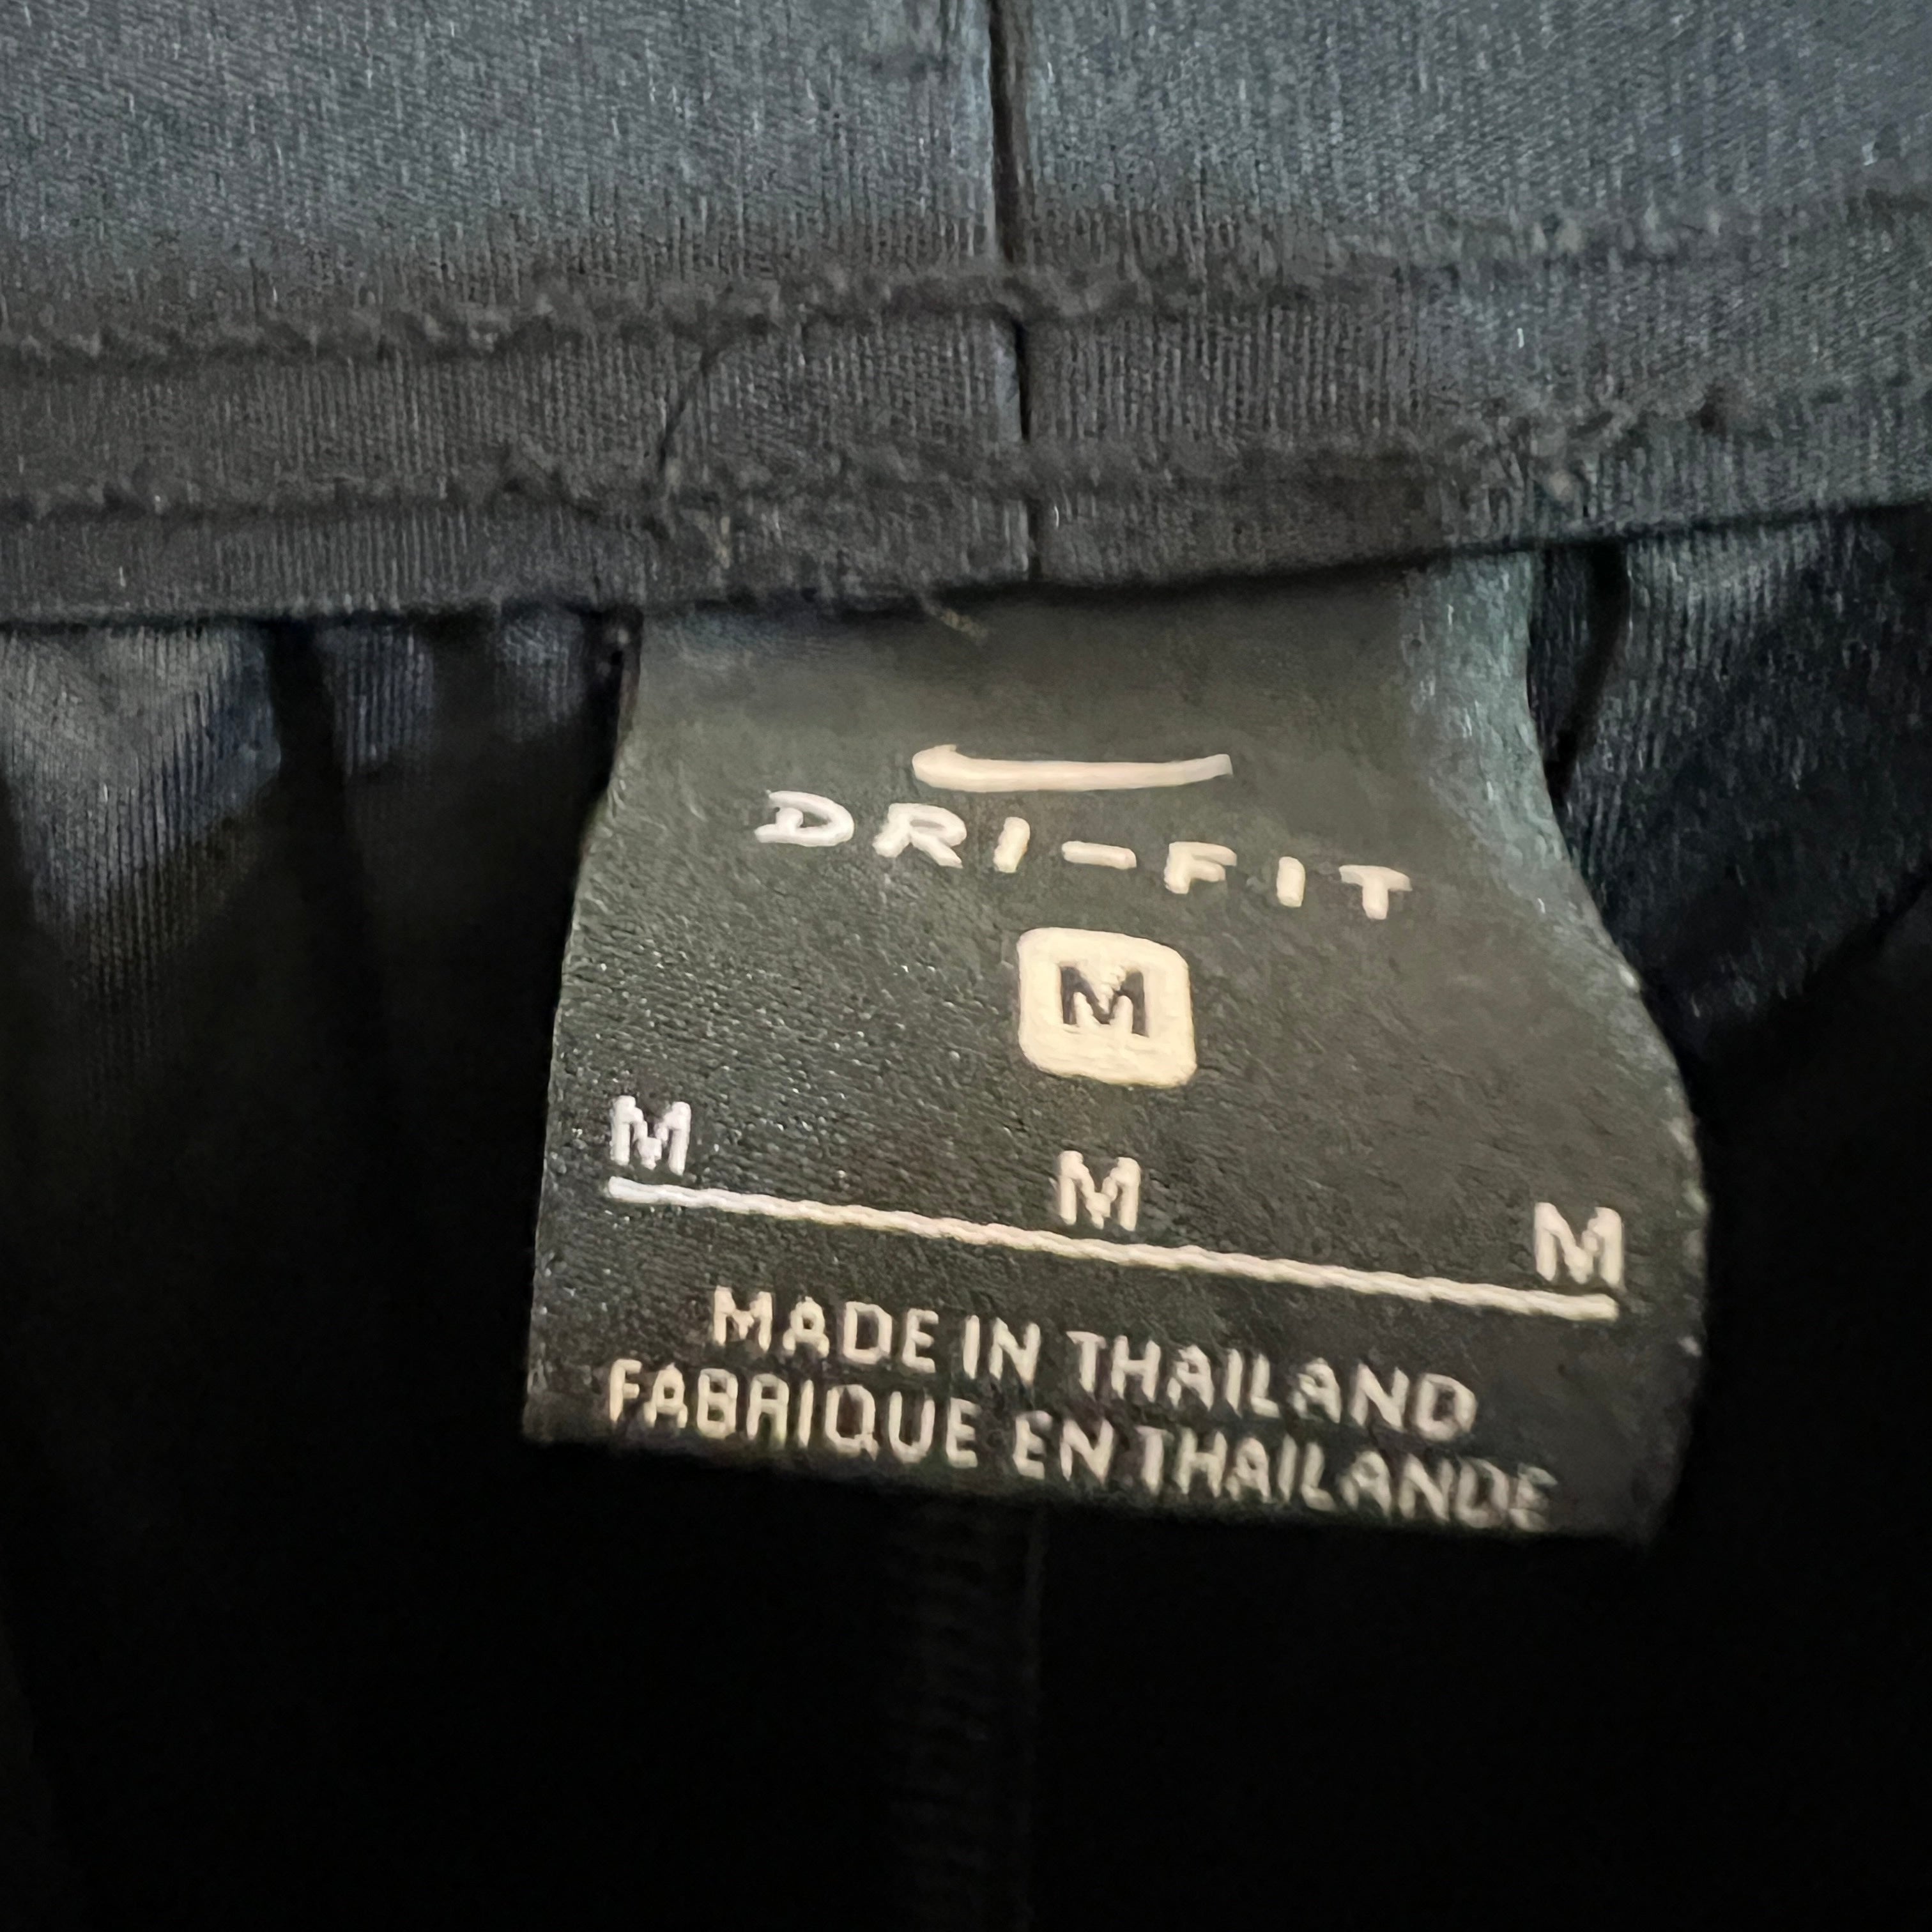 DRI-FIT
M
M M M
MADE IN THAILAND
FABRIQUE EN THAILANDE